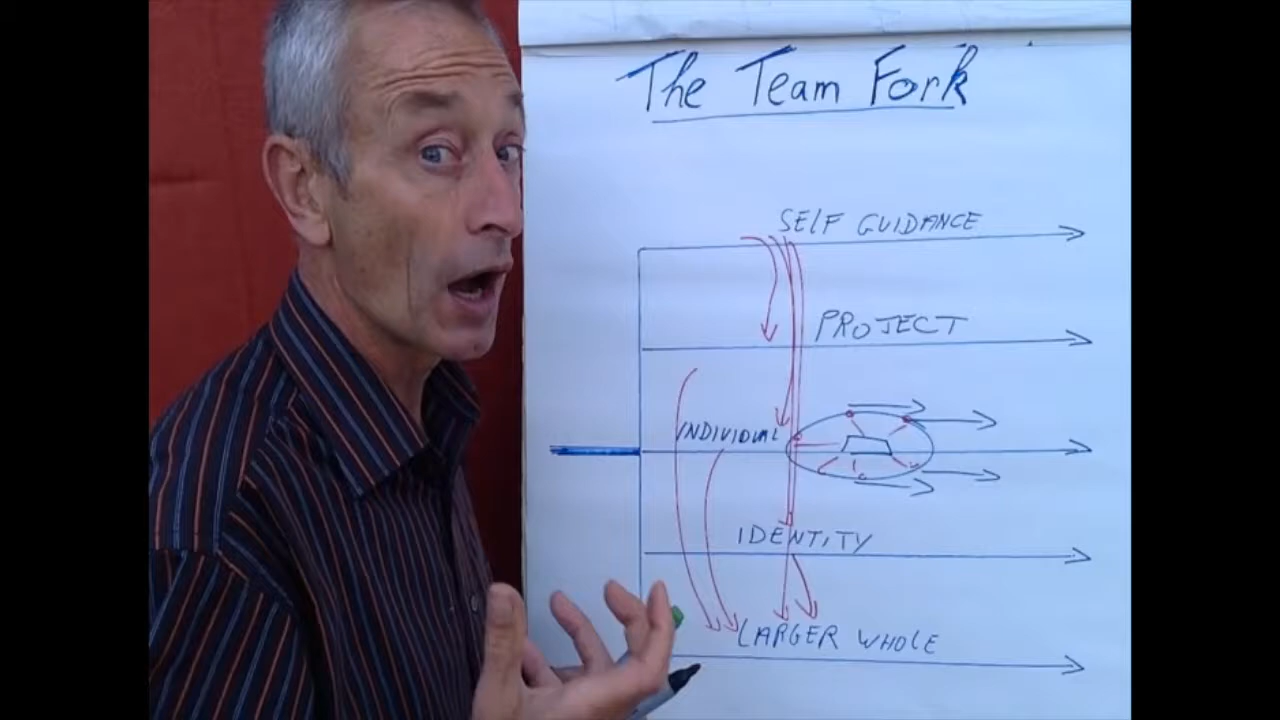 The Team Fork
SELF GUIDANCE
PROJECT
INDIVIDUAL
IDENTITY
LARGER WHOLE